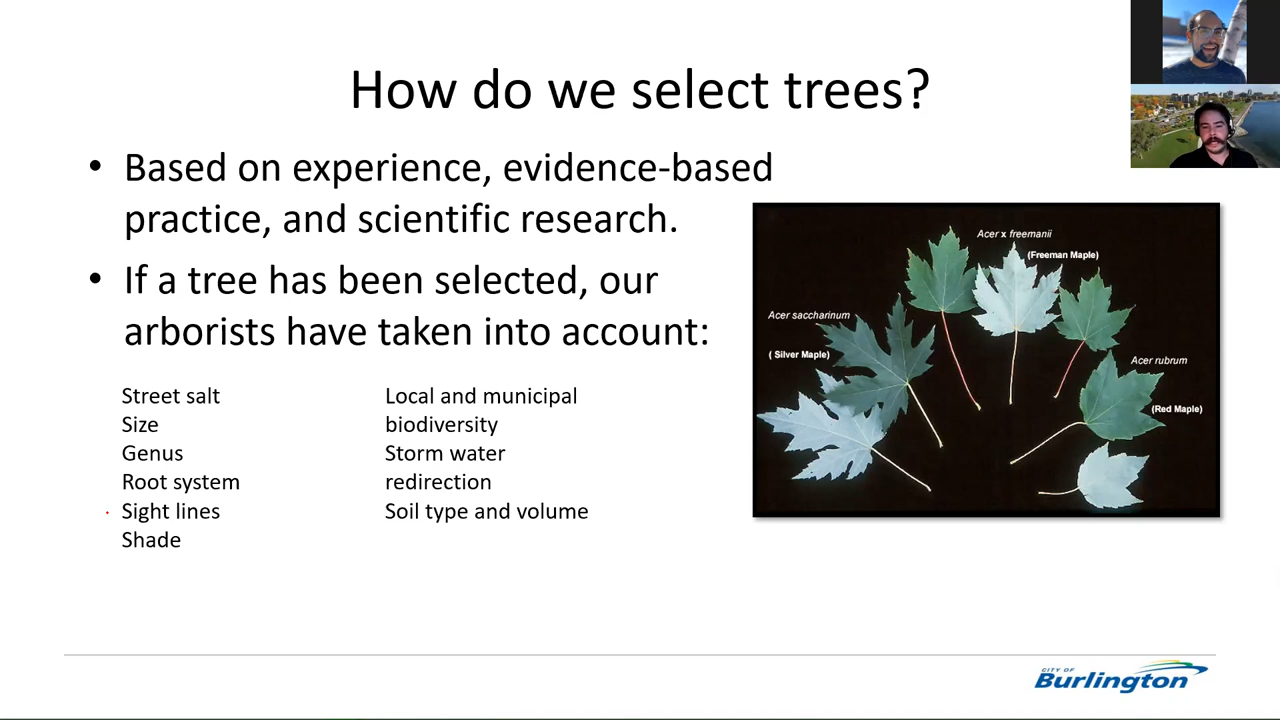 How do we select trees?
• Based on experience, evidence-based
practice, and scientific research.
• If a tree has been selected, our
arborists have taken into account:
Street salt
Size
Genus
Root system
Sight lines
Shade
Local and municipal
biodiversity
Storm water
redirection
Soil type and volume
Acer x freemanii
(Freeman Maple)
Acer saccharinum
( Silver Maple)
Acer rubrum
(Red Maple)
CITY OF
Burlington